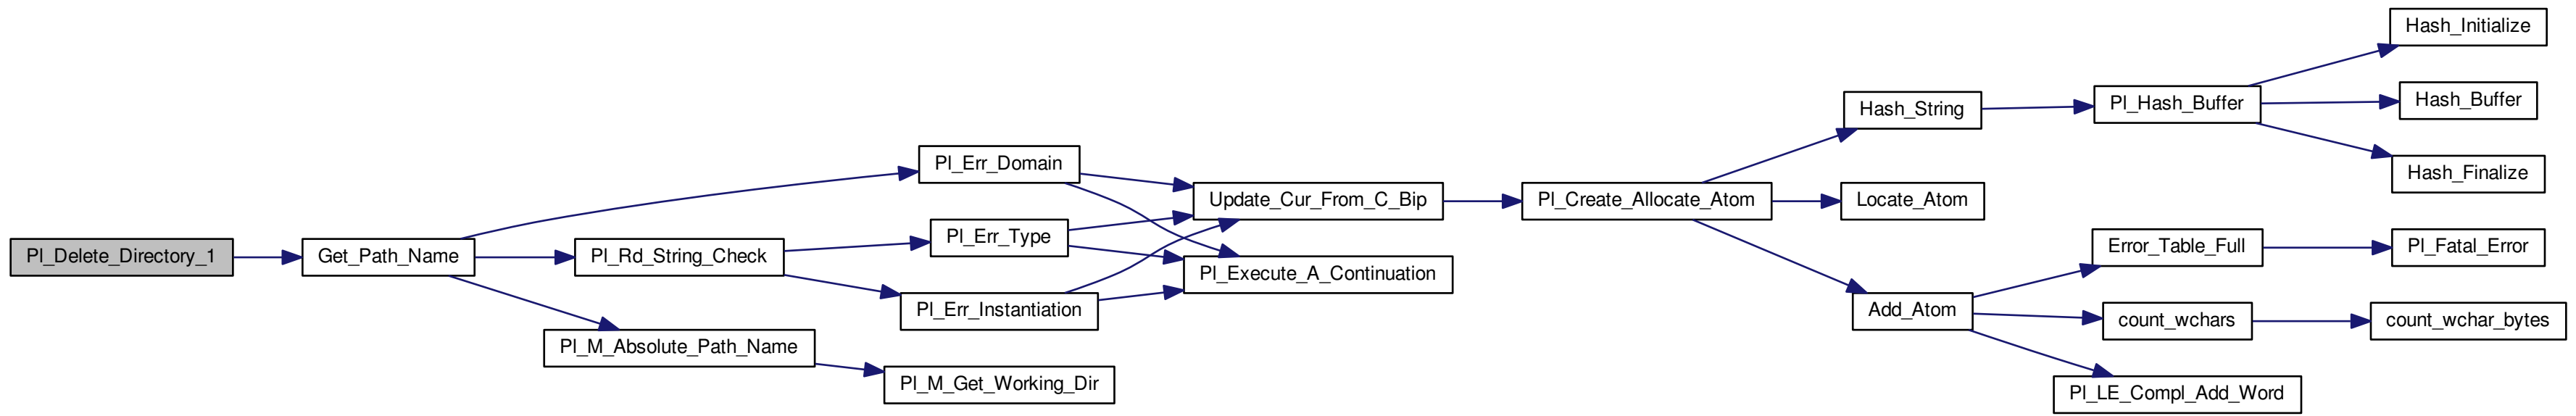 Pl_Delete_Directory_1
Get_Path_Name
Pl_Err_Domain
Pl_Rd_String_Check
Pl_M_Absolute_Path_Name
Pl_Err_Type
Pl_Err_Instantiation
Pl_M_Get_Working_Dir
Update_Cur_From_C_Bip
Pl_Execute_A_Continuation
Pl_Create_Allocate_Atom
Hash_String
Locate_Atom
Add_Atom
Pl_Hash_Buffer
Error_Table_Full
count_wchars
Pl_LE_Compl_Add_Word
Hash_Initialize
Hash_Buffer
Hash_Finalize
Pl_Fatal_Error
count_wchar_bytes